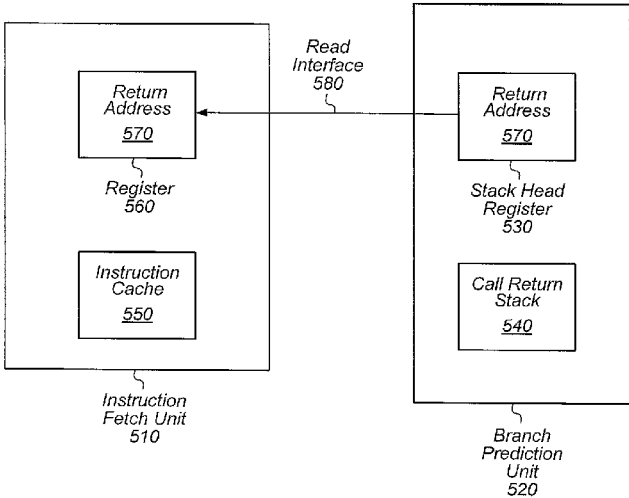 Read
Interface
580
Return
Address
570
Register
560
Instruction
Cache
550
Instruction
Fetch Unit
510
Return
Address
570
Stack Head
Register
530
Call Return
Stack
540
Branch
Prediction
Unit
520